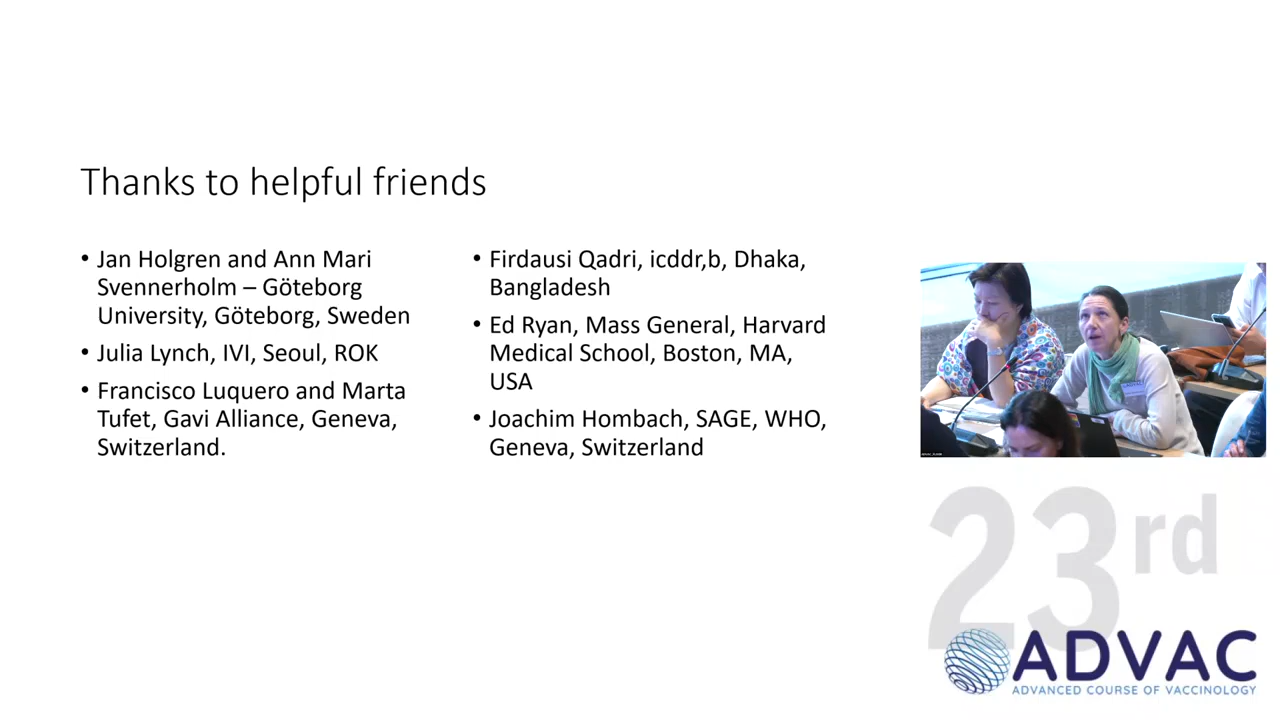 Thanks to helpful friends
• Jan Holgren and Ann Mari
Svennerholm – Göteborg
University, Göteborg, Sweden
• Julia Lynch, IVI, Seoul, ROK
• Francisco Luquero and Marta
Tufet, Gavi Alliance, Geneva,
Switzerland.
• Firdausi Qadri, icddr,b, Dhaka,
Bangladesh
• Ed Ryan, Mass General, Harvard
Medical School, Boston, MA,
USA
• Joachim Hombach, SAGE, WHO,
Geneva, Switzerland
23rd
ADVAC
ADVANCED COURSE OF VACCINOLOGY